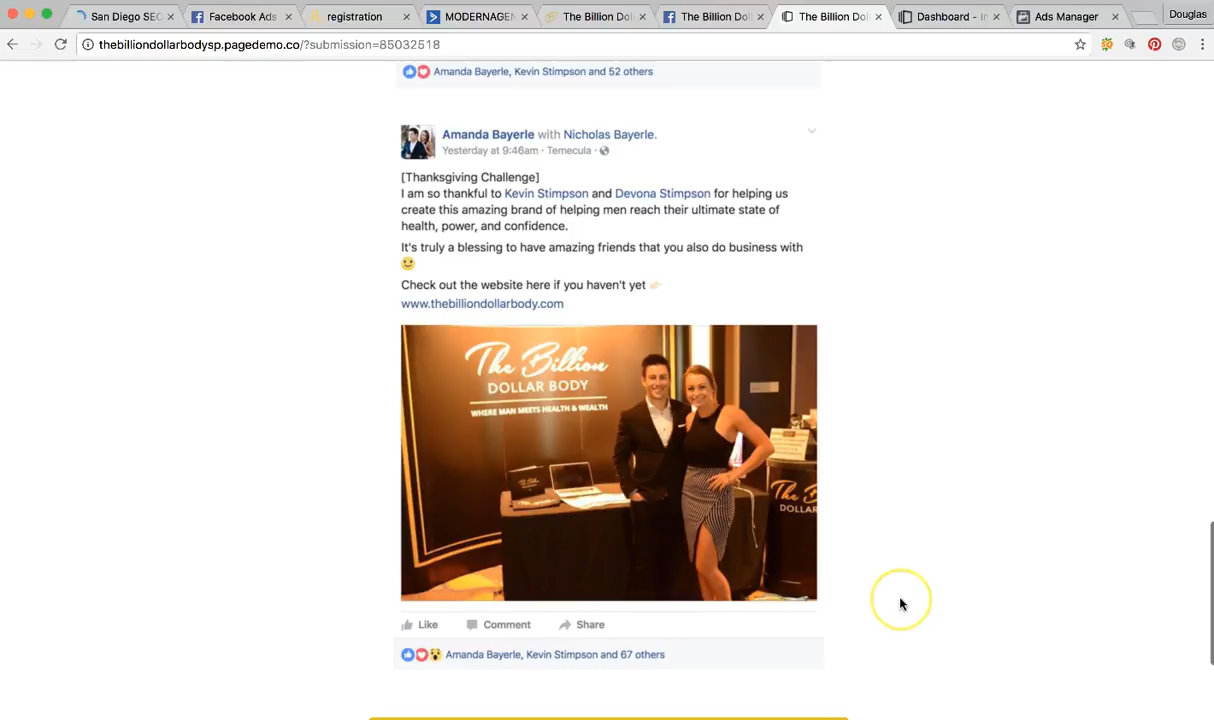 San Diego SEO
Facebook Ads
registration
MODERNAGEN
The Billion Doll
The Billion Doll
The Billion Doll
Dashboard - In
Ads Manager
Douglas
thebilliondollarbodysp.pagedemo.co/?submission=85032518
Amanda Bayerle, Kevin Stimpson and 52 others
Amanda Bayerle with Nicholas Bayerle.
Yesterday at 9:46am · Temecula ·
[Thanksgiving Challenge]
I am so thankful to Kevin Stimpson and Devona Stimpson for helping us
create this amazing brand of helping men reach their ultimate state of
health, power, and confidence.
It's truly a blessing to have amazing friends that you also do business with
Check out the website here if you haven't yet
www.thebilliondollarbody.com
The Billion
DOLLAR BODY
WHERE MAN MEETS HEALTH & WEALTH
The B
DOLLAR
Like Comment Share
Amanda Bayerle, Kevin Stimpson and 67 others